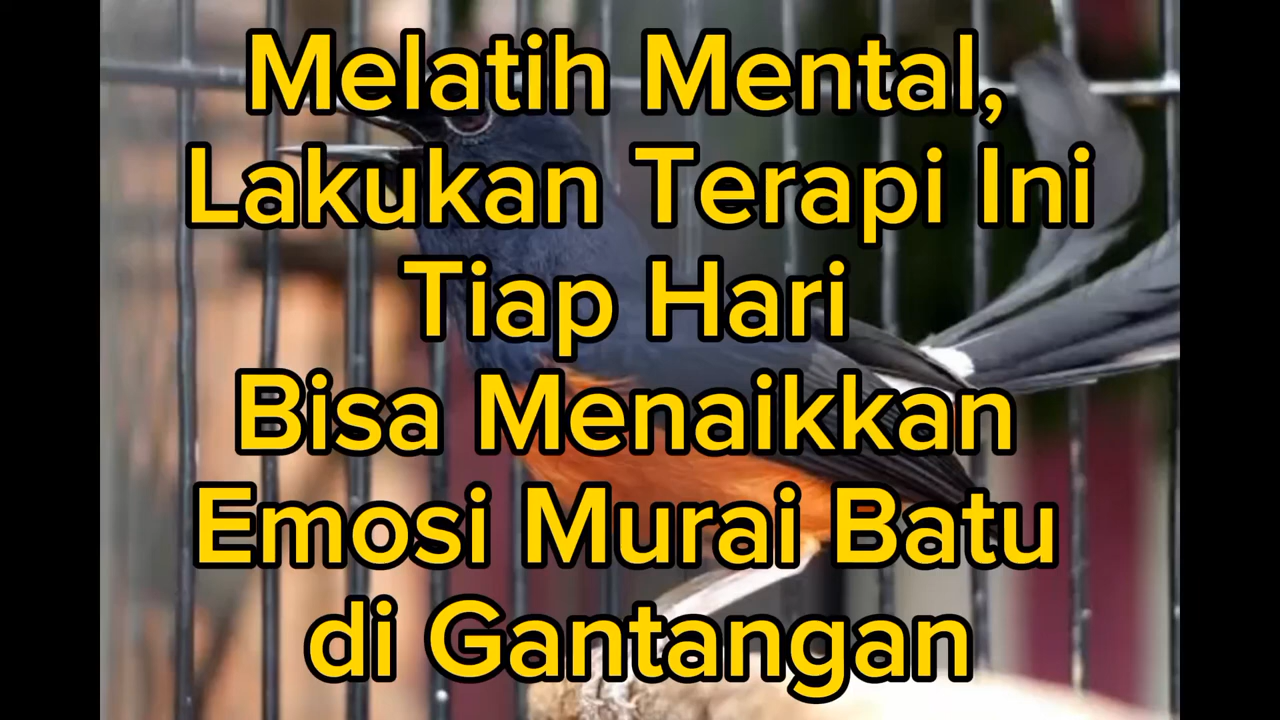 Melatih Mental,
Lakukan Terapi Ini
Tiap Hari
Bisa Menaikkan
Emosi Murai Batu
di Gantangan